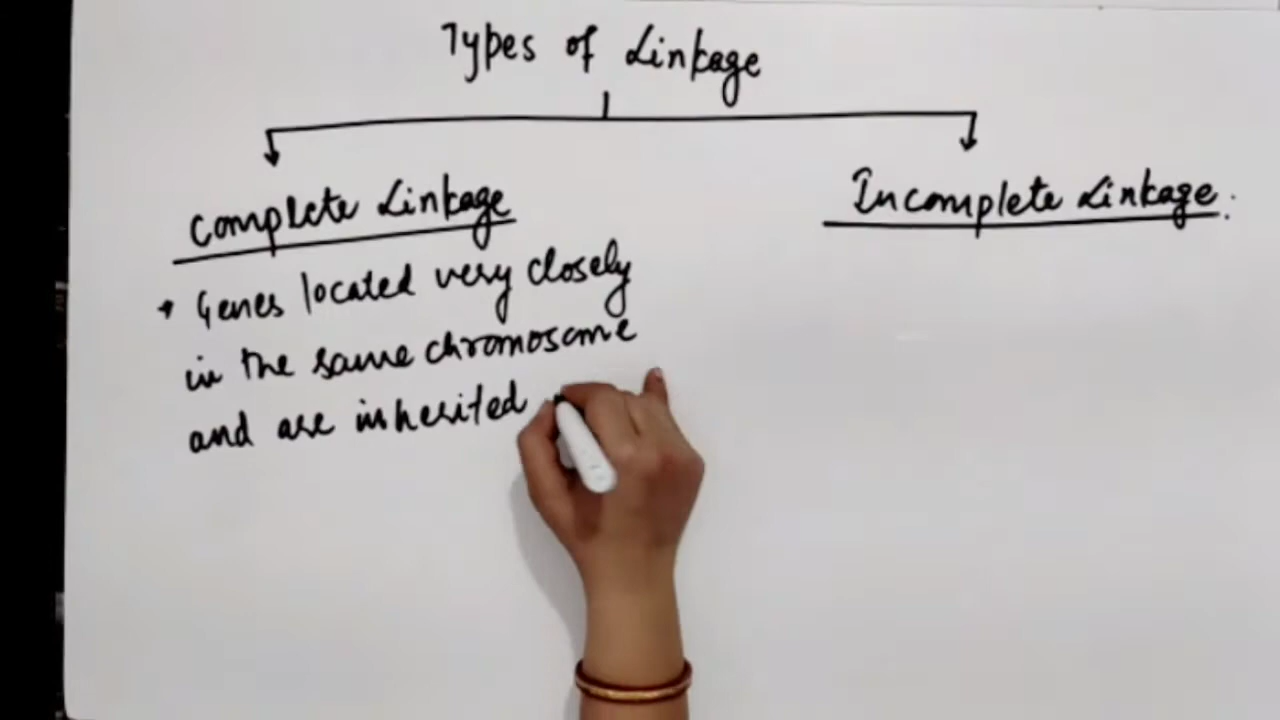 Types of Linkage
Complete Linkage
Incomplete Linkage.
• Genes located very closely
in the same chromosome
and are inherited